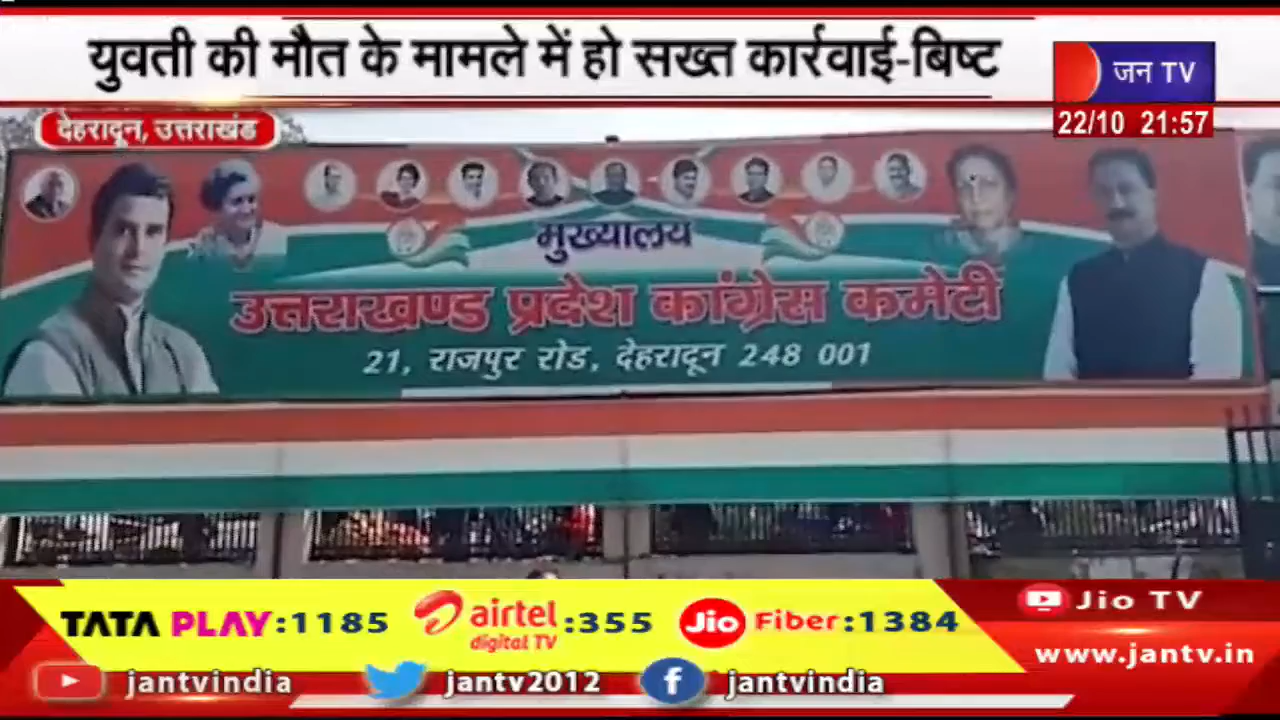 युवती की मौत के मामले में हो सख्त कार्रवाई-बिष्ट
जन TV
22/10 21:57
देहरादून, उत्तराखंड
मुख्यालय
उत्तराखण्ड प्रदेश कांग्रेस कमेटी
21, राजपुर रोड, देहरादून 248 001
TATA PLAY:1185
airtel digital TV :355
Jio Fiber:1384
Jio TV
www.jantv.in
jantvindia
jantv2012
f jantvindia